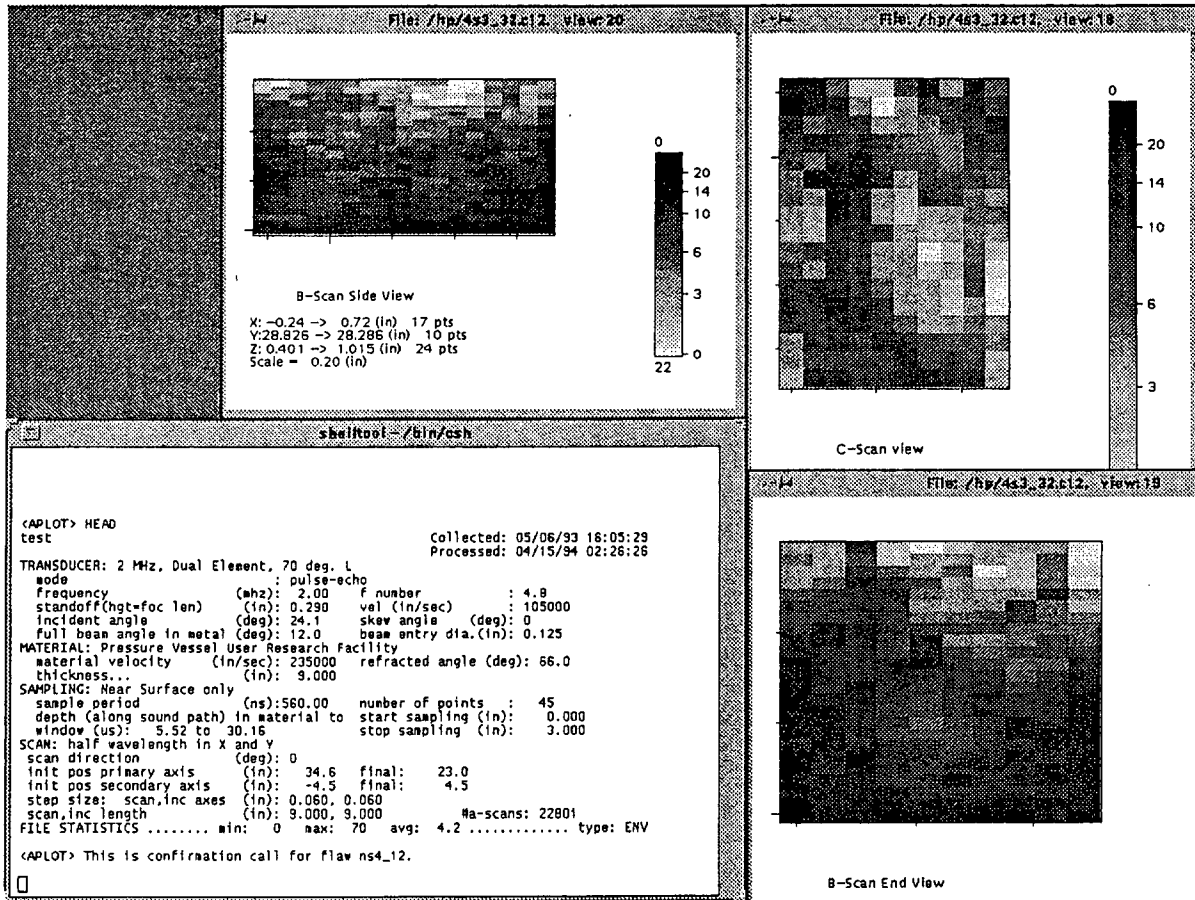 File: /hp/4s3_32.c12, view:20
0
20
14
10
6
3
0
22
B-Scan Side View
X: -0.24 -> 0.72 (in) 17 pts
Y:28.826 -> 28.286 (in) 10 pts
Z: 0.401 -> 1.015 (in) 24 pts
Scale = 0.20 (in)
File: /hp/4s3_32.c12, view:18
0
20
14
10
6
3
C-Scan view
shelltool - /bin/csh
<APLOT> HEAD
test Collected: 05/06/93 16:05:29
Processed: 04/15/94 02:26:26
TRANSDUCER: 2 MHz, Dual Element, 70 deg. L
mode : pulse-echo
frequency (mhz): 2.00 f number : 4.8
standoff(hgt=foc len) (in): 0.290 vel (in/sec) : 105000
incident angle (deg): 24.1 skew angle (deg): 0
full beam angle in metal (deg): 12.0 beam entry dia.(in): 0.125
MATERIAL: Pressure Vessel User Research Facility
material velocity (in/sec): 235000 refracted angle (deg): 66.0
thickness... (in): 9.000
SAMPLING: Near Surface only
sample period (ns):560.00 number of points : 45
depth (along sound path) in material to start sampling (in): 0.000
window (us): 5.52 to 30.16 stop sampling (in): 3.000
SCAN: half wavelength in X and Y
scan direction (deg): 0
init pos primary axis (in): 34.6 final: 23.0
init pos secondary axis (in): -4.5 final: 4.5
step size: scan,inc axes (in): 0.060, 0.060
scan,inc length (in): 9.000, 9.000 #a-scans: 22801
FILE STATISTICS ........ min: 0 max: 70 avg: 4.2 ............. type: ENV
<APLOT> This is confirmation call for flaw ns4_12.
File: /hp/4s3_32.c12, view:19
B-Scan End View